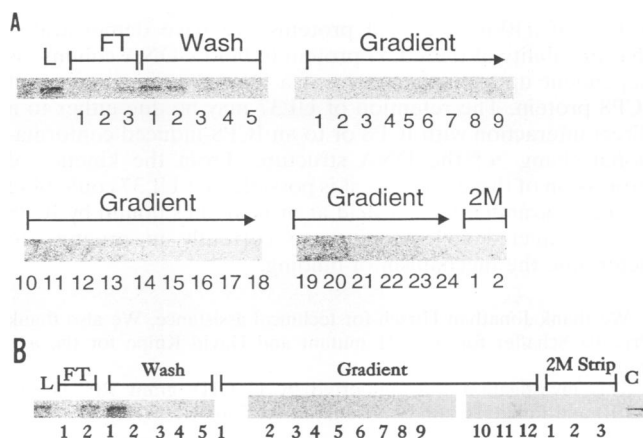 A
L FT Wash Gradient
1 2 3 1 2 3 4 5 1 2 3 4 5 6 7 8 9
Gradient Gradient 2M
10 11 12 13 14 15 16 17 18 19 20 21 22 23 24 1 2
B
L FT Wash Gradient 2M Strip C
1 2 1 2 3 4 5 1 2 3 4 5 6 7 8 9 10 11 12 1 2 3